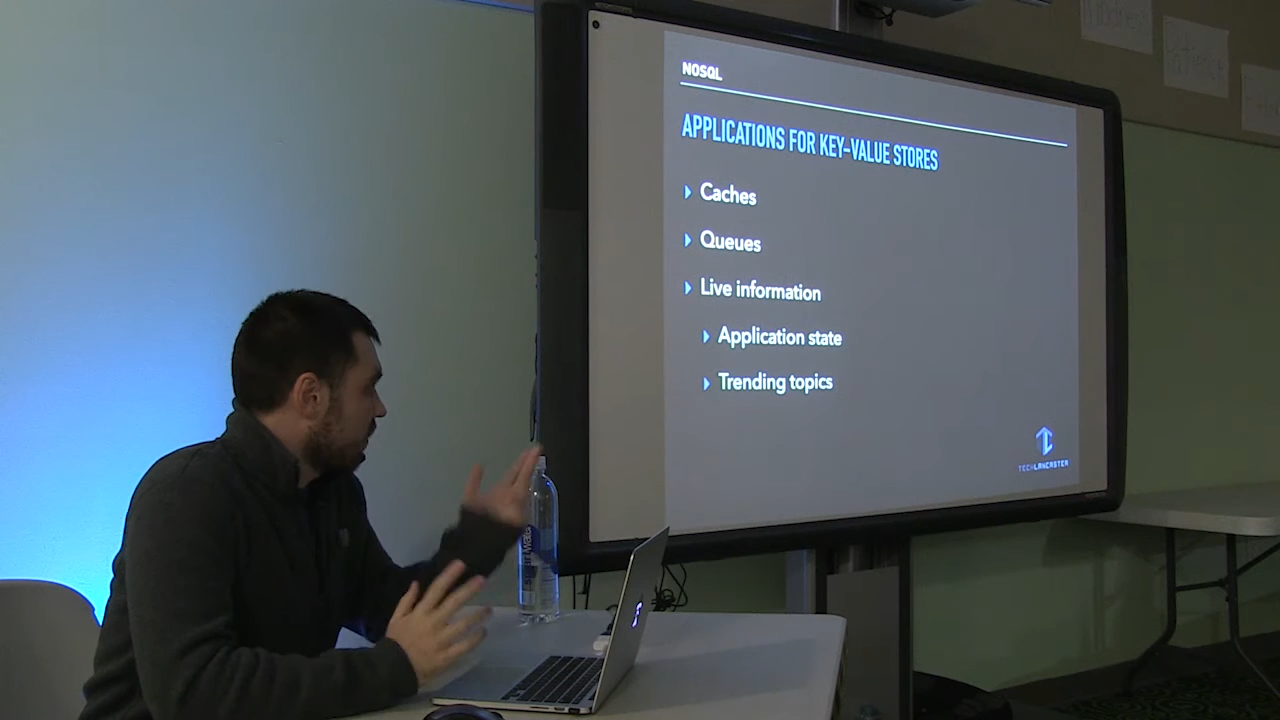 NOSQL
APPLICATIONS FOR KEY-VALUE STORES
Caches
Queues
Live information
Application state
Trending topics
TECHLANCASTER